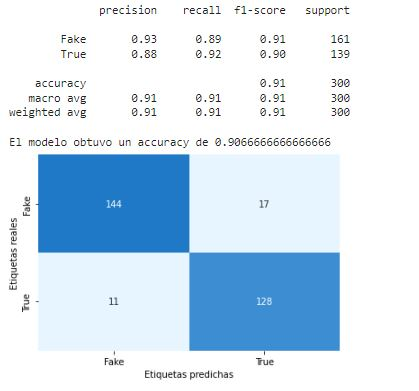 precision recall f1-score support
Fake 0.93 0.89 0.91 161
True 0.88 0.92 0.90 139
accuracy 0.91 300
macro avg 0.91 0.91 0.91 300
weighted avg 0.91 0.91 0.91 300
El modelo obtuvo un accuracy de 0.9066666666666666
Etiquetas reales
Fake 144 17
True 11 128
Fake True
Etiquetas predichas